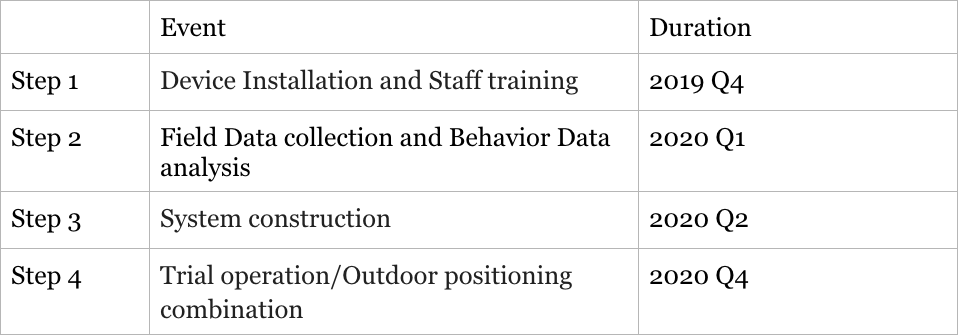 Event Duration
Step 1 Device Installation and Staff training 2019 Q4
Step 2 Field Data collection and Behavior Data 2020 Q1
analysis
Step 3 System construction 2020 Q2
Step 4 Trial operation/Outdoor positioning 2020 Q4
combination